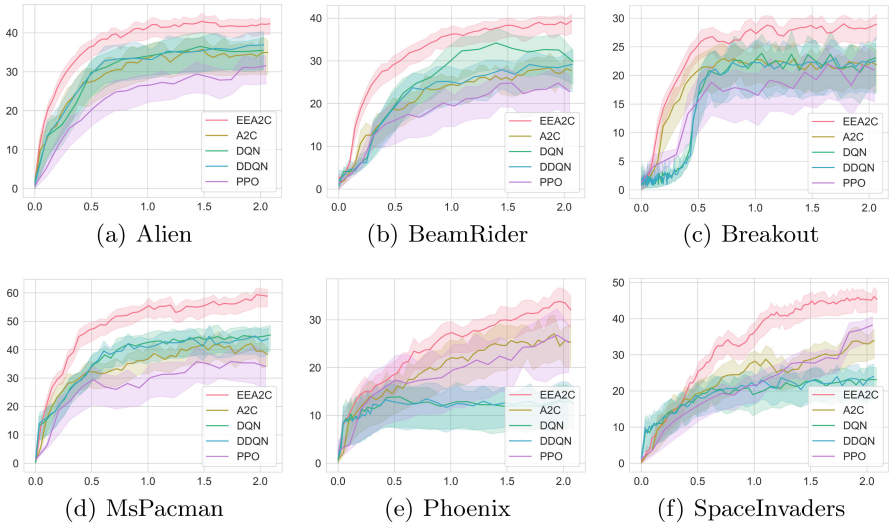 40
30
20
10
0
EEA2C
A2C
DQN
DDQN
PPO
0.0 0.5 1.0 1.5 2.0
(a) Alien
40
30
20
10
0
EEA2C
A2C
DQN
DDQN
PPO
0.0 0.5 1.0 1.5 2.0
(b) BeamRider
30
25
20
15
10
5
0
EEA2C
A2C
DQN
DDQN
PPO
0.0 0.5 1.0 1.5 2.0
(c) Breakout
60
50
40
30
20
10
0
EEA2C
A2C
DQN
DDQN
PPO
0.0 0.5 1.0 1.5 2.0
(d) MsPacman
30
20
10
0
EEA2C
A2C
DQN
DDQN
PPO
0.0 0.5 1.0 1.5 2.0
(e) Phoenix
50
40
30
20
10
0
EEA2C
A2C
DQN
DDQN
PPO
0.0 0.5 1.0 1.5 2.0
(f) SpaceInvaders